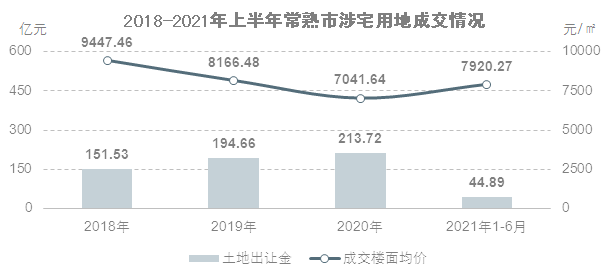 2018-2021年上半年常熟市涉宅用地成交情况
亿元 元/㎡
600 10000
9447.46 8166.48 7041.64 7920.27
450 7500
300 5000
151.53 194.66 213.72 44.89
150 2500
0 0
2018年 2019年 2020年 2021年1-6月
土地出让金 成交楼面均价